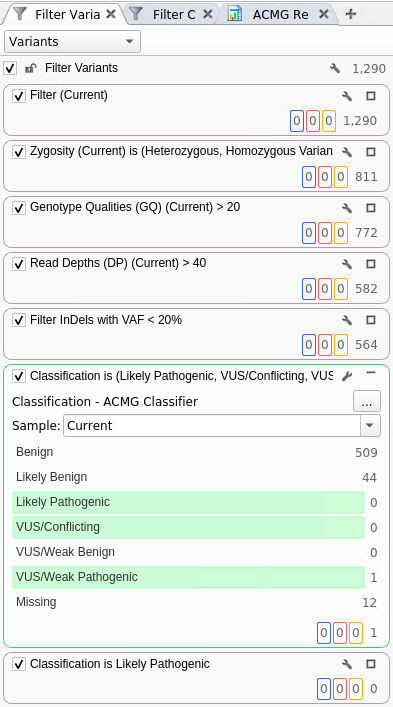 Filter Varia Filter C ACMG Re
Variants
Filter Variants 1,290
Filter (Current)
0 0 0 1,290
Zygosity (Current) is (Heterozygous, Homozygous Varian
0 0 0 811
Genotype Qualities (GQ) (Current) > 20
0 0 0 772
Read Depths (DP) (Current) > 40
0 0 0 582
Filter InDels with VAF < 20%
0 0 0 564
Classification is (Likely Pathogenic, VUS/Conflicting, VUS
Classification - ACMG Classifier ...
Sample: Current
Benign 509
Likely Benign 44
Likely Pathogenic 0
VUS/Conflicting 0
VUS/Weak Benign 0
VUS/Weak Pathogenic 1
Missing 12
0 0 0 1
Classification is Likely Pathogenic
0 0 0 0